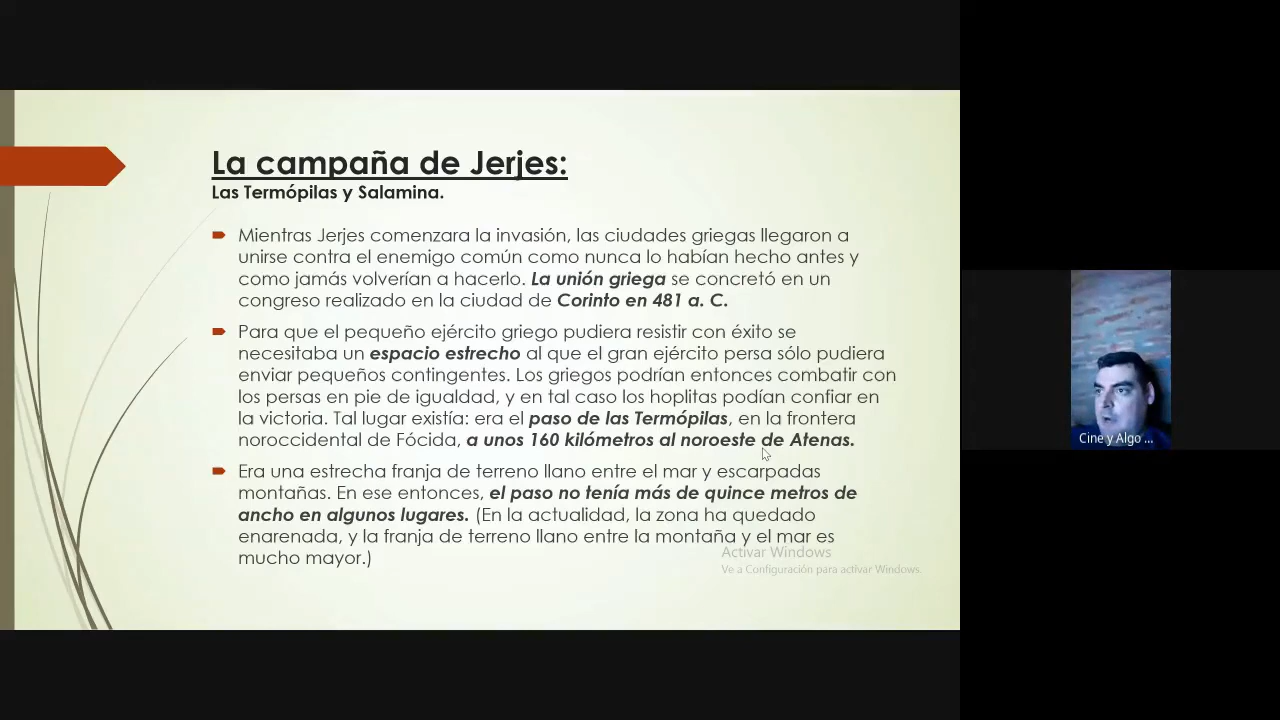 La campaña de Jerjes:
Las Termópilas y Salamina.
Mientras Jerjes comenzara la invasión, las ciudades griegas llegaron a
unirse contra el enemigo común como nunca lo habían hecho antes y
como jamás volverían a hacerlo. La unión griega se concretó en un
congreso realizado en la ciudad de Corinto en 481 a. C.
Para que el pequeño ejército griego pudiera resistir con éxito se
necesitaba un espacio estrecho al que el gran ejército persa sólo pudiera
enviar pequeños contingentes. Los griegos podrían entonces combatir con
los persas en pie de igualdad, y en tal caso los hoplitas podían confiar en
la victoria. Tal lugar existía: era el paso de las Termópilas, en la frontera
noroccidental de Fócida, a unos 160 kilómetros al noroeste de Atenas.
Era una estrecha franja de terreno llano entre el mar y escarpadas
montañas. En ese entonces, el paso no tenía más de quince metros de
ancho en algunos lugares. (En la actualidad, la zona ha quedado
enarenada, y la franja de terreno llano entre la montaña y el mar es
mucho mayor.)
Activar Windows
Ve a Configuración para activar Windows.
Cine y Algo ...